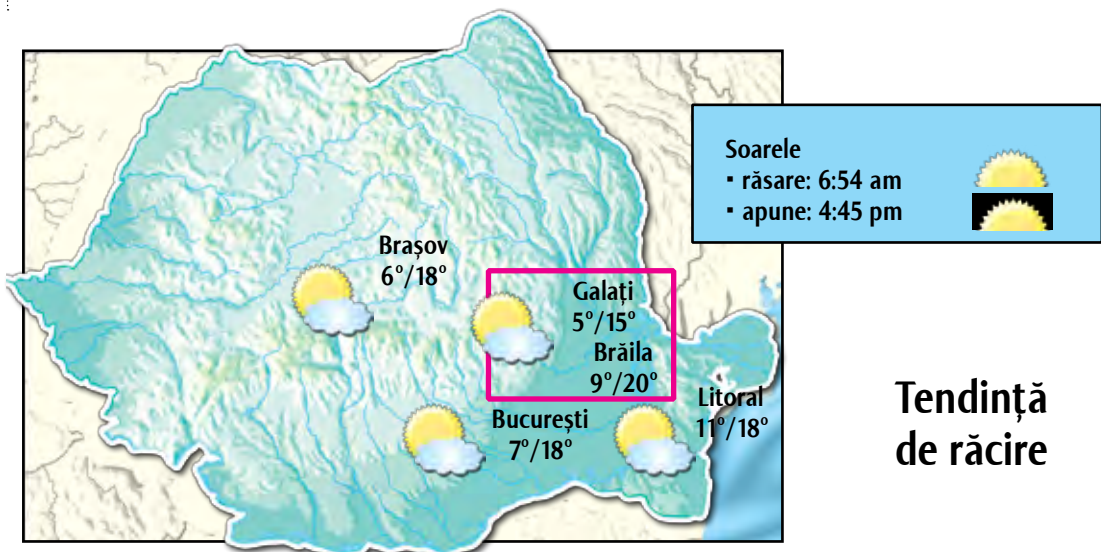 Soarele
▪ răsare: 6:54 am
▪ apune: 4:45 pm
Brașov
6°/18°
Galați
5°/15°
Brăila
9°/20°
Litoral
11°/18°
București
7°/18°
Tendință
de răcire